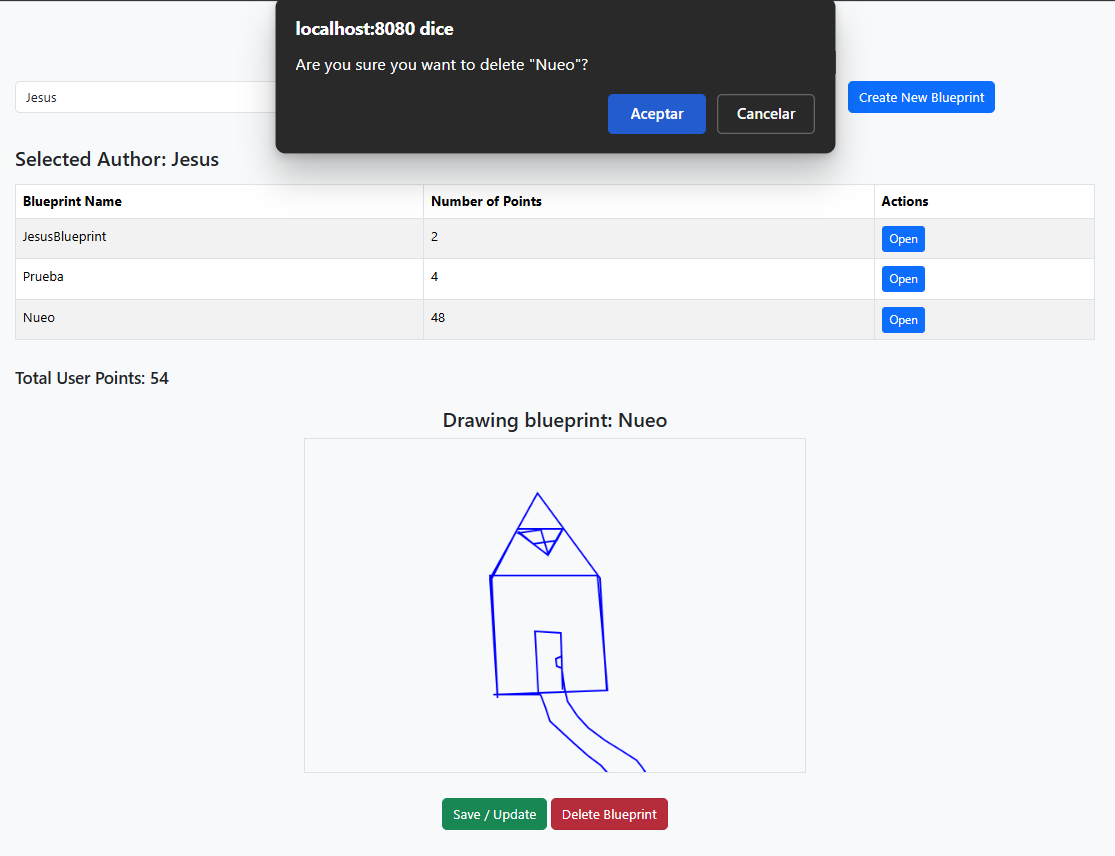 localhost:8080 dice
Are you sure you want to delete "Nueo"?
Aceptar Cancelar
Jesus Create New Blueprint
Selected Author: Jesus
Blueprint Name Number of Points Actions
JesusBlueprint 2 Open
Prueba 4 Open
Nueo 48 Open
Total User Points: 54
Drawing blueprint: Nueo
Save / Update Delete Blueprint